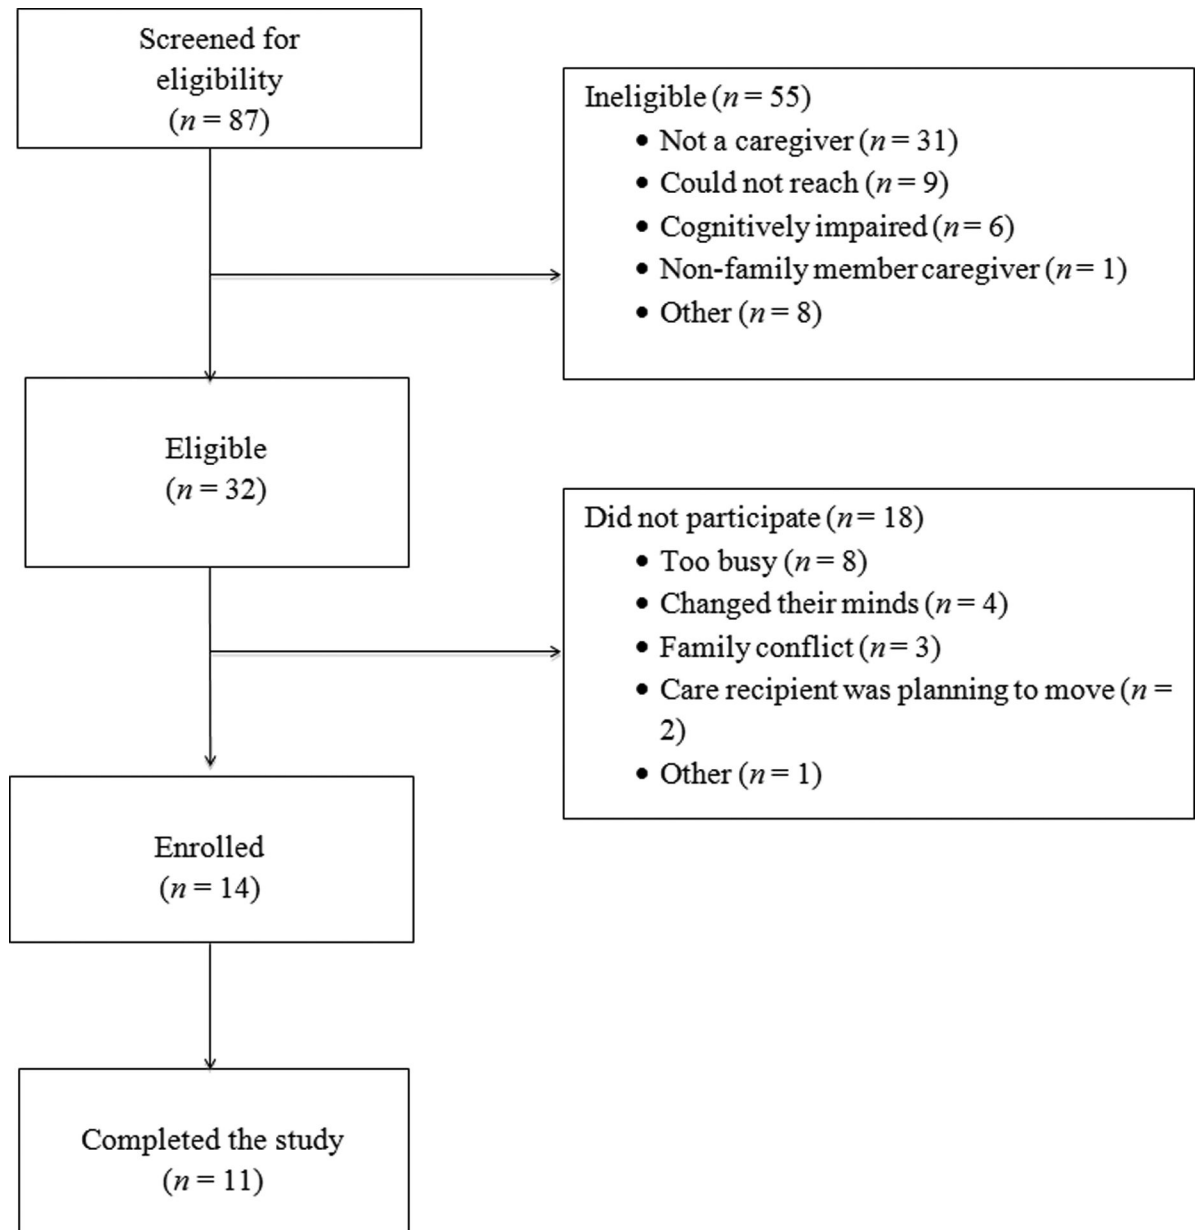 Screened for
eligibility
(n = 87)
Ineligible (n = 55)
• Not a caregiver (n = 31)
• Could not reach (n = 9)
• Cognitively impaired (n = 6)
• Non-family member caregiver (n = 1)
• Other (n = 8)
Eligible
(n = 32)
Did not participate (n = 18)
• Too busy (n = 8)
• Changed their minds (n = 4)
• Family conflict (n = 3)
• Care recipient was planning to move (n =
2)
• Other (n = 1)
Enrolled
(n = 14)
Completed the study
(n = 11)